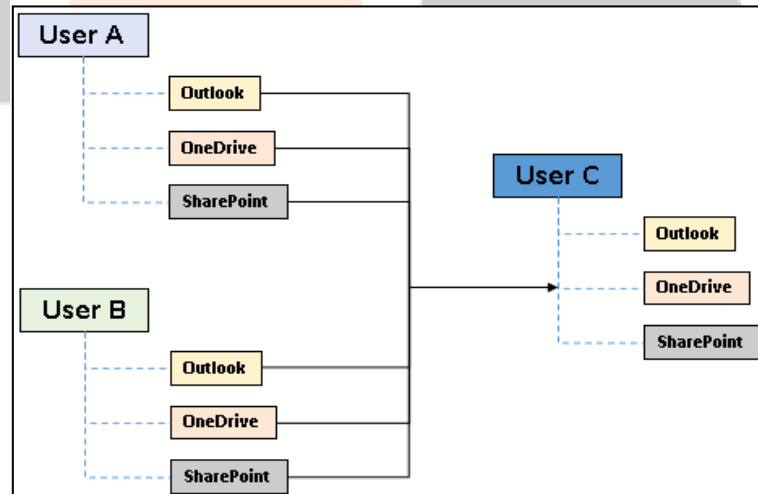 User A
Outlook
OneDrive
SharePoint
User B
Outlook
OneDrive
SharePoint
User C
Outlook
OneDrive
SharePoint